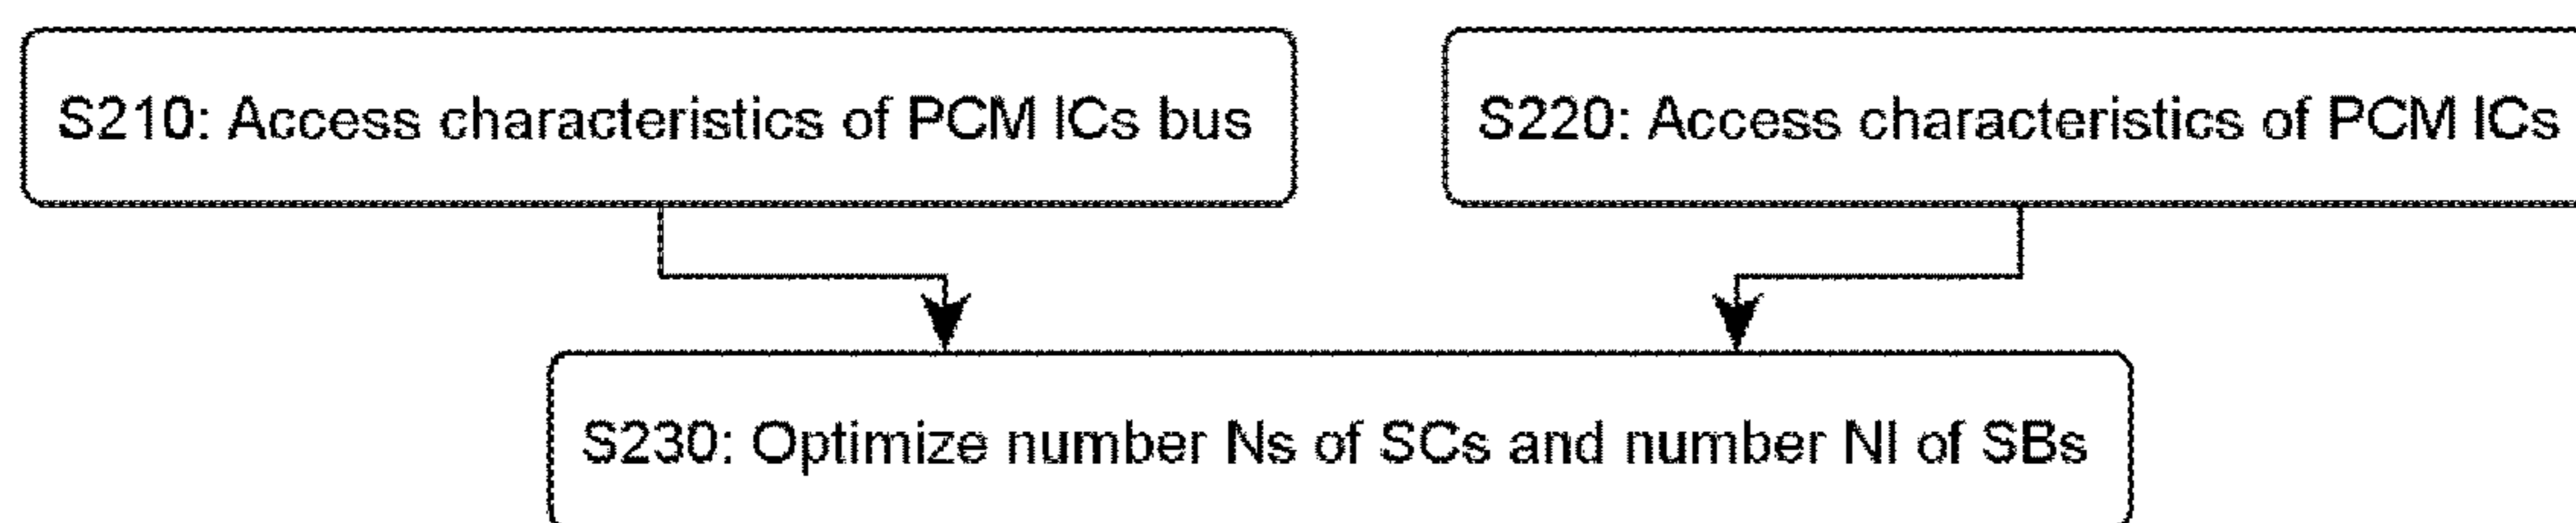 S210: Access characteristics of PCM ICs bus
S220: Access characteristics of PCM ICs
S230: Optimize number Ns of SCs and number Nl of SBs